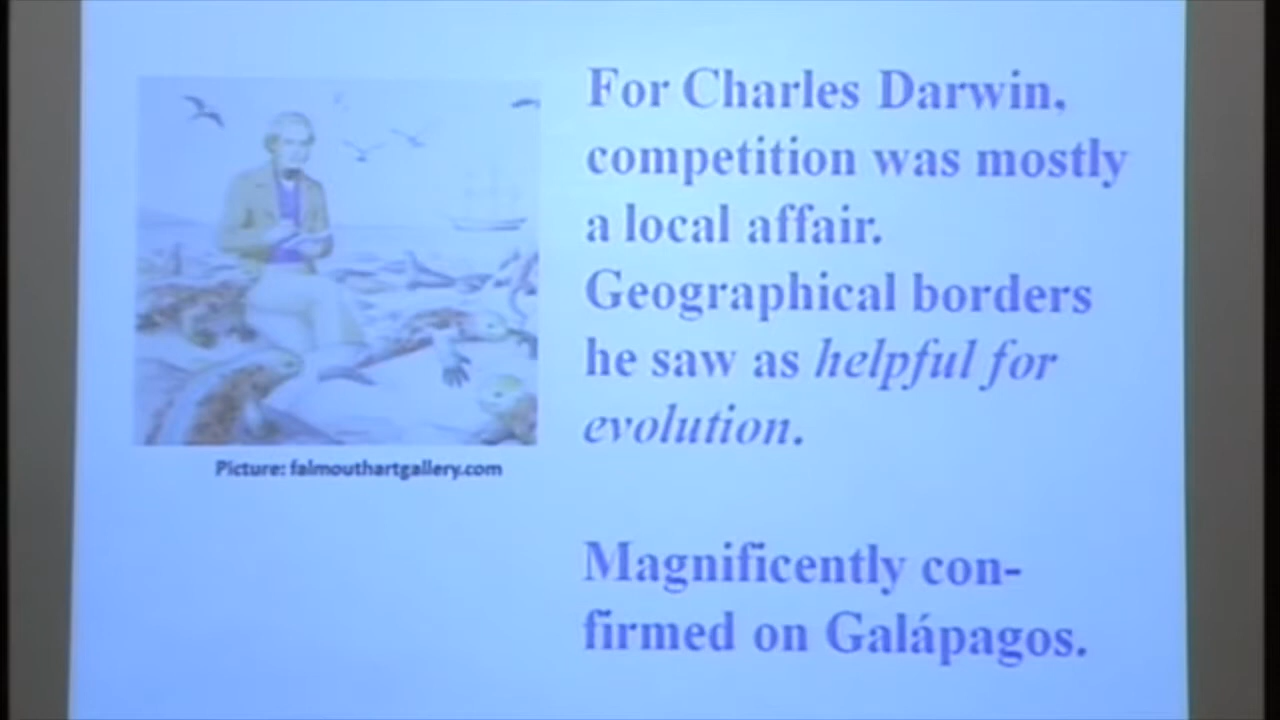 For Charles Darwin,
competition was mostly
a local affair.
Geographical borders
he saw as helpful for
evolution.
Picture: falmouthartgallery.com
Magnificently con-
firmed on Galápagos.